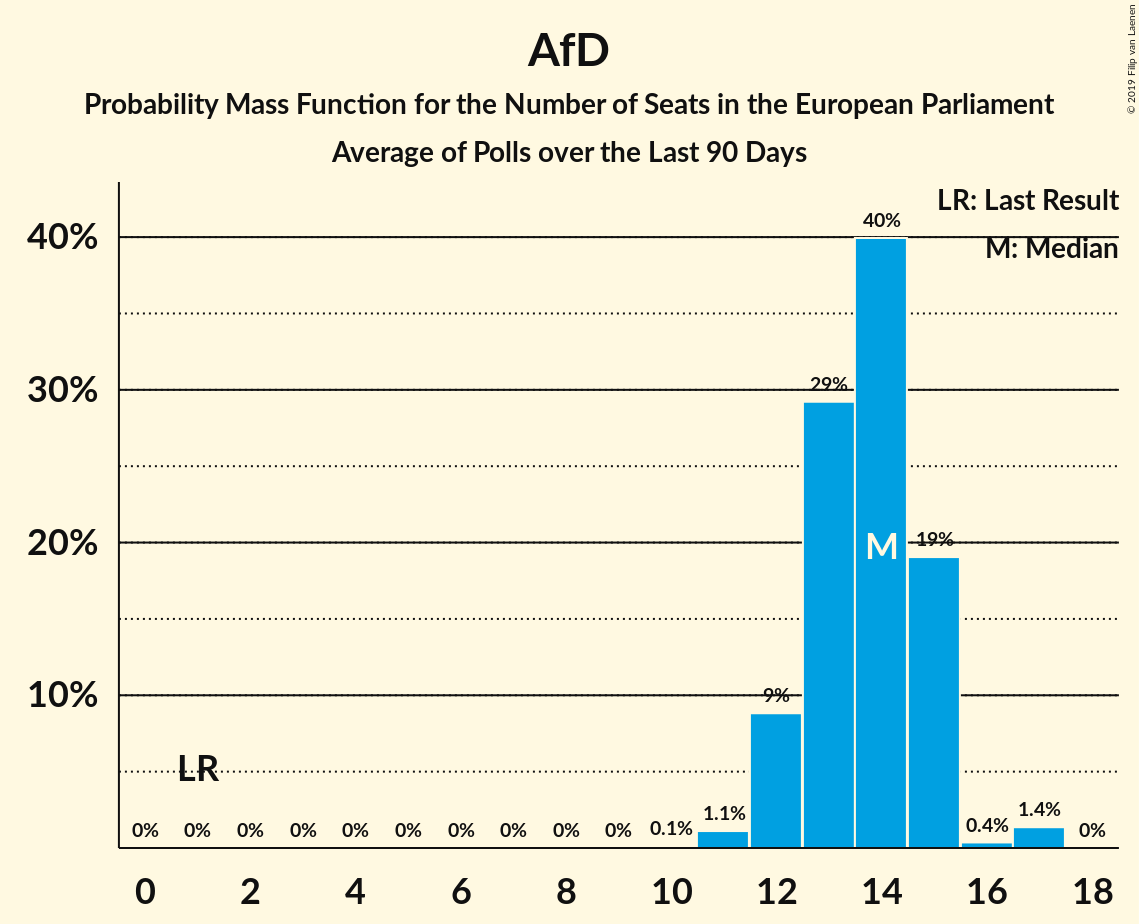 AfD
Probability Mass Function for the Number of Seats in the European Parliament
Average of Polls over the Last 90 Days
© 2019 Filip van Laenen
LR: Last Result
M: Median
40%
30%
20%
10%
LR
M
0% 0% 0% 0% 0% 0% 0% 0% 0% 0% 0.1% 1.1% 9% 29% 40% 19% 0.4% 1.4% 0%
0 2 4 6 8 10 12 14 16 18